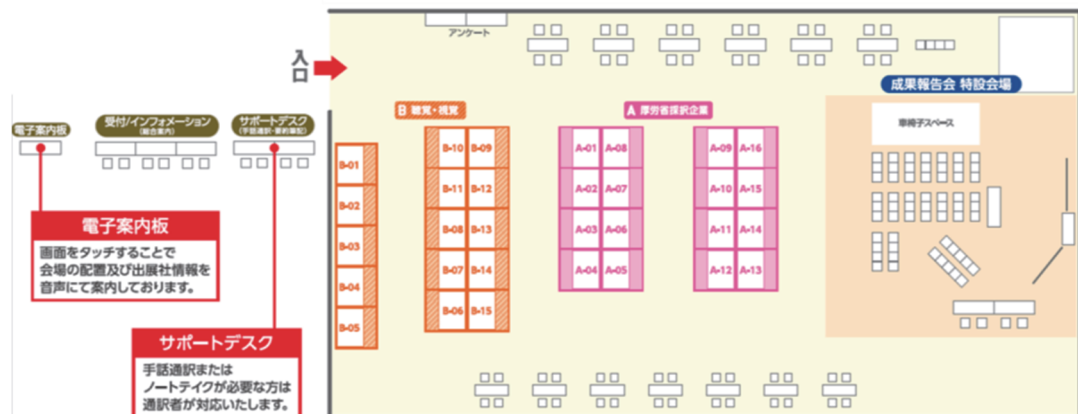 アンケート
入口
成果報告会 特設会場
B 聴覚・視覚
A 厚労省採択企業
車椅子スペース
電子案内板
受付/インフォメーション
(総合案内)
サポートデスク
(手話通訳・要約筆記)
B-01
B-02
B-03
B-04
B-05
B-10 B-09
B-11 B-12
B-08 B-13
B-07 B-14
B-06 B-15
A-01 A-08
A-02 A-07
A-03 A-06
A-04 A-05
A-09 A-16
A-10 A-15
A-11 A-14
A-12 A-13
電子案内板
画面をタッチすることで
会場の配置及び出展社情報を
音声にて案内しております。
サポートデスク
手話通訳または
ノートテイクが必要な方は
通訳者が対応いたします。